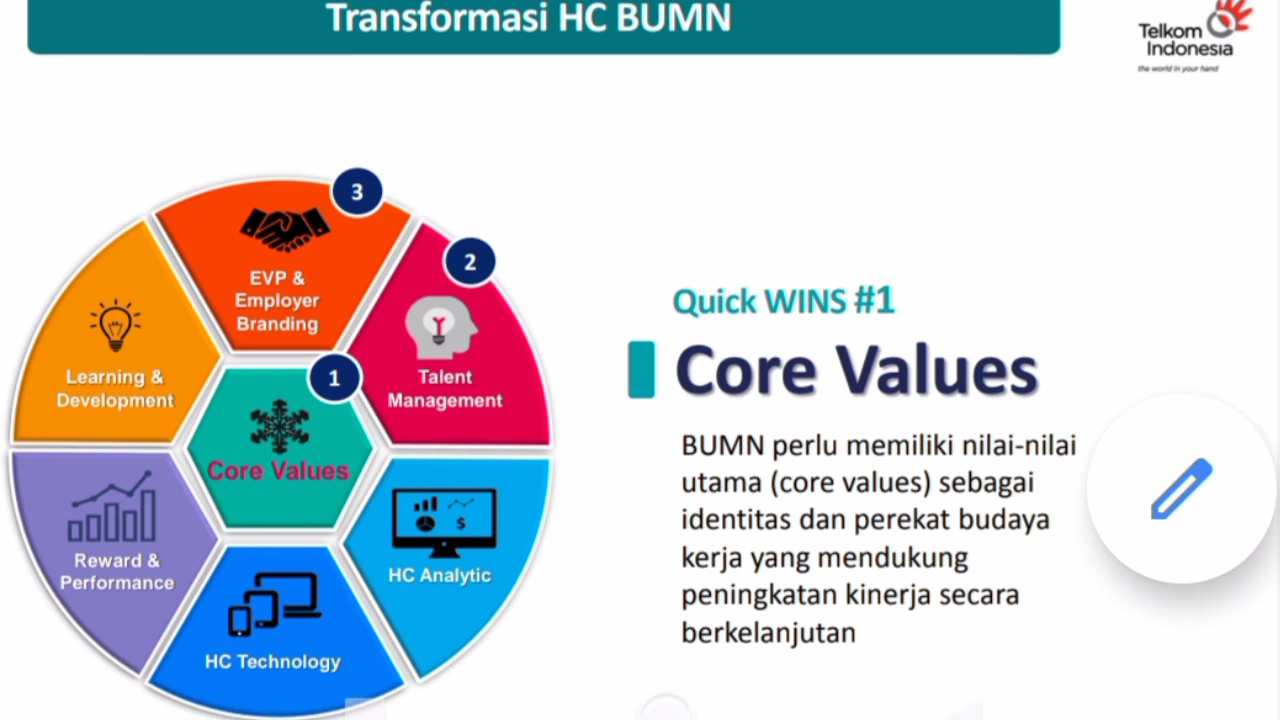 Transformasi HC BUMN
Telkom
Indonesia
the world in your hand
3
EVP &
Employer
Branding
2
Talent
Management
Learning &
Development
1
Core Values
Reward &
Performance
$
HC Analytic
HC Technology
Quick WINS #1
Core Values
BUMN perlu memiliki nilai-nilai
utama (core values) sebagai
identitas dan perekat budaya
kerja yang mendukung
peningkatan kinerja secara
berkelanjutan